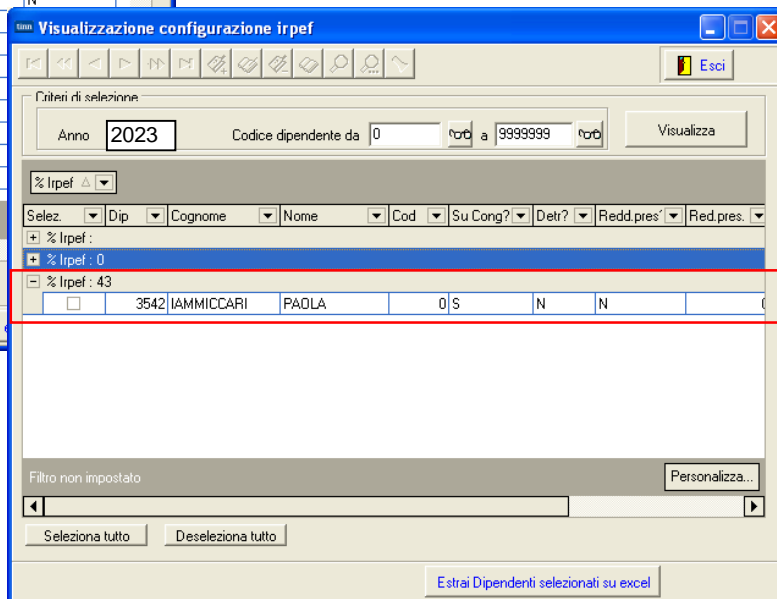 N
tinn Visualizzazione configurazione irpef
Esci
Criteri di selezione
Anno 2023 Codice dipendente da 0 a 9999999 Visualizza
% Irpef
Selez. Dip Cognome Nome Cod Su Cong? Detr? Redd.pres' Red.pres.
% Irpef :
% Irpef : 0
% Irpef : 43
3542 IAMMICCARI PAOLA 0 S N N 0
Filtro non impostato Personalizza...
Seleziona tutto Deseleziona tutto
Estrai Dipendenti selezionati su excel